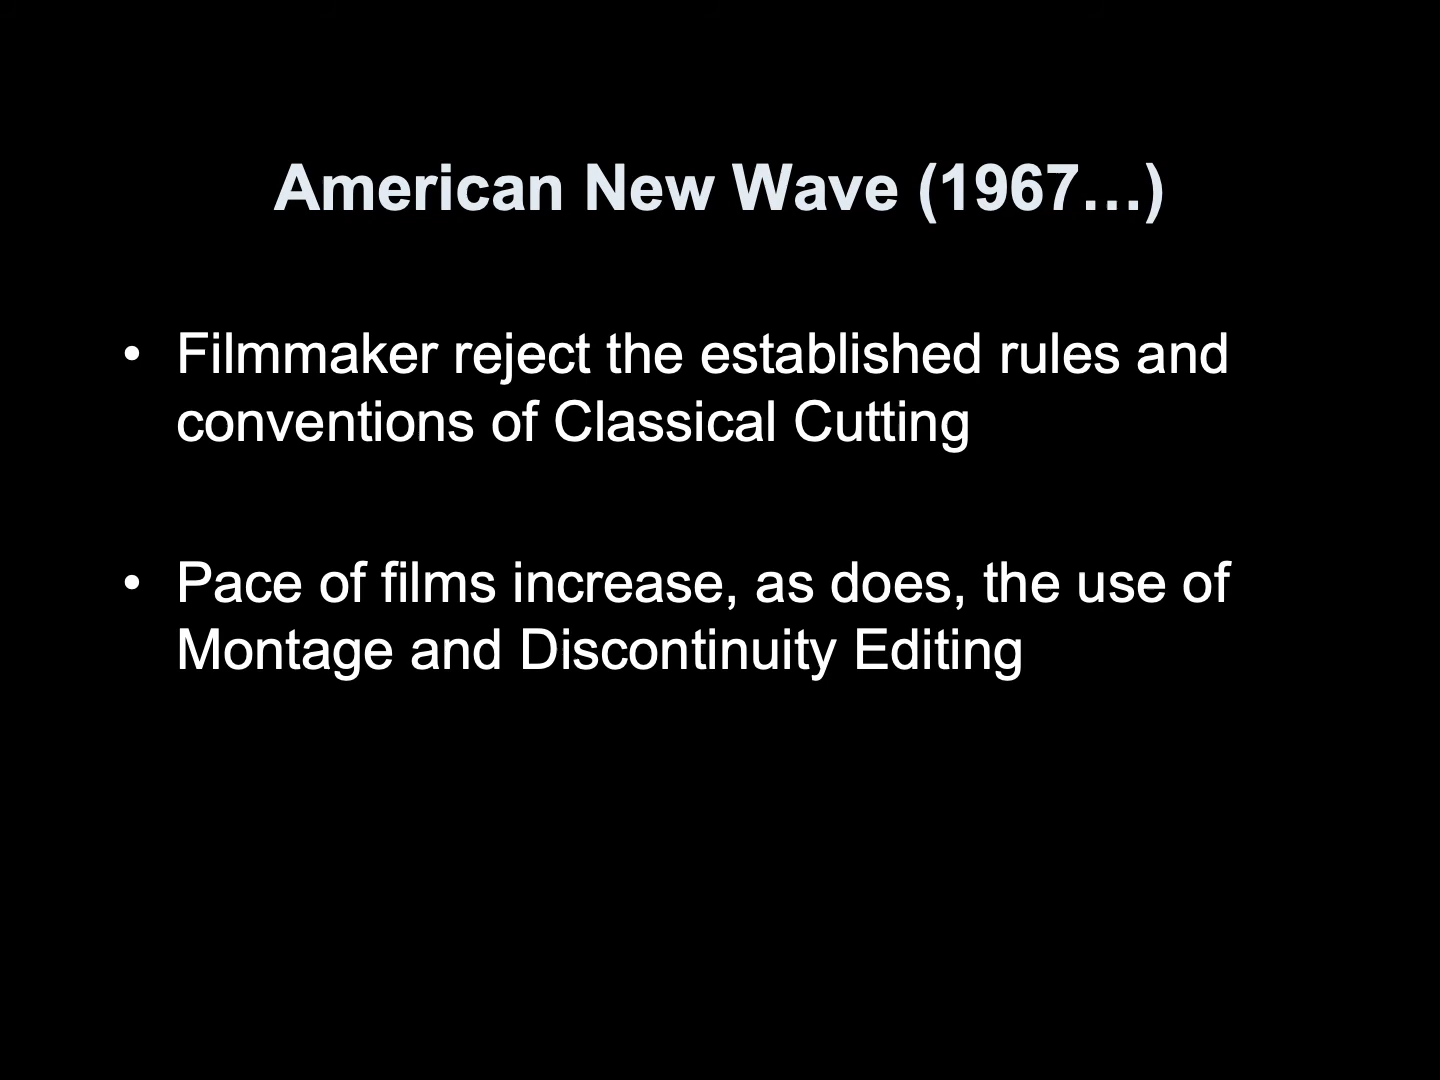 American New Wave (1967…)
• Filmmaker reject the established rules and
conventions of Classical Cutting
• Pace of films increase, as does, the use of
Montage and Discontinuity Editing